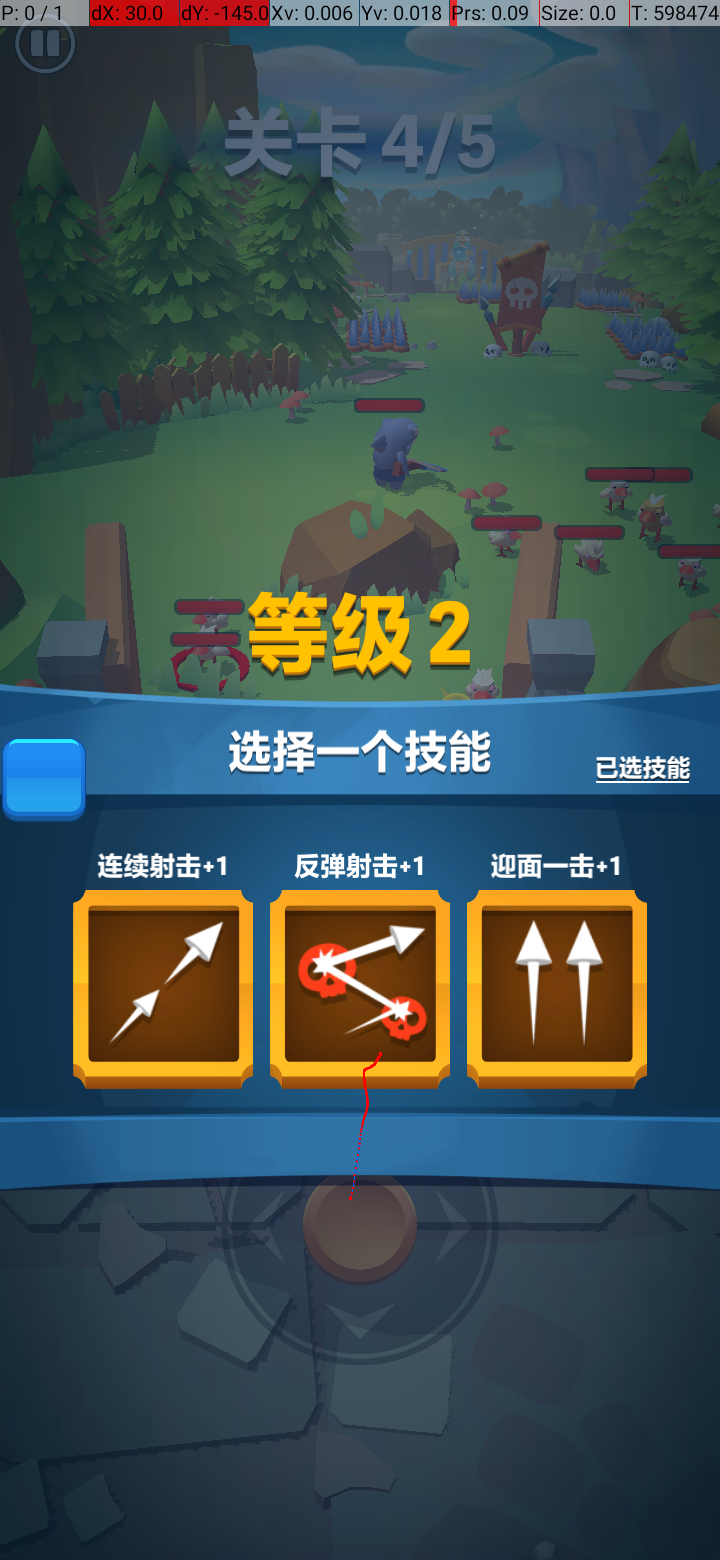 P: 0 / 1 dX: 30.0 dY: -145.0 Xv: 0.006 Yv: 0.018 Prs: 0.09 Size: 0.0 T: 598474
关卡 4/5
等级 2
选择一个技能
已选技能
连续射击+1 反弹射击+1 迎面一击+1